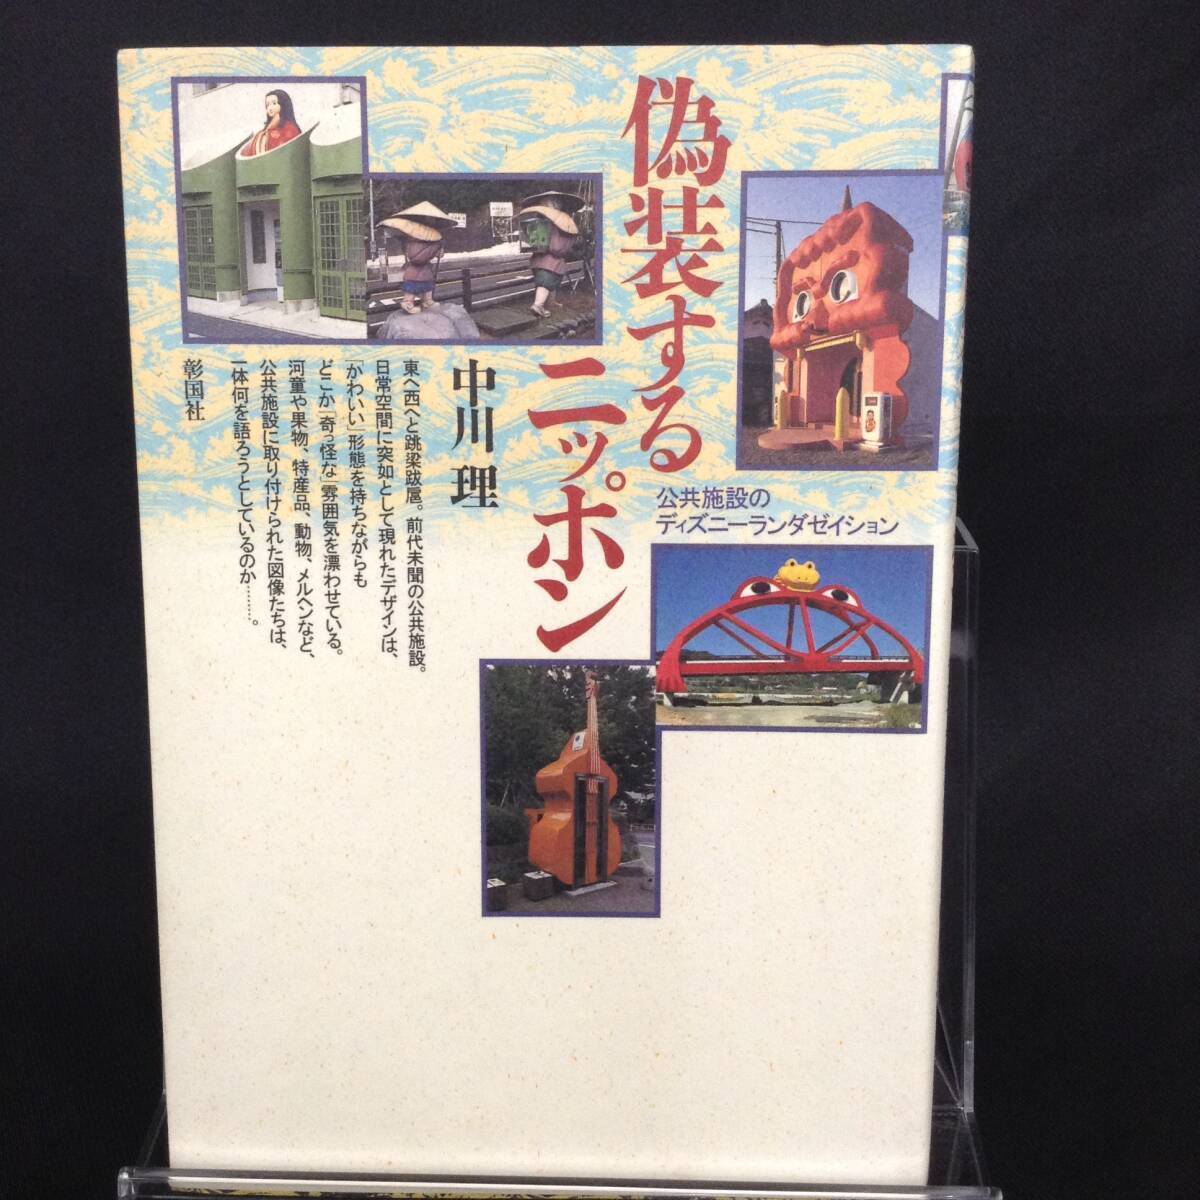 偽装する
ニッポン
公共施設の
ディズニーランダゼイション
中川 理
東へ西へと跳梁跋扈。前代未聞の公共施設。
日常空間に突如として現れたデザインは、
「かわいい」形態を持ちながらも
どこか「奇っ怪な」雰囲気を漂わせている。
河童や果物、特産品、動物、メルヘンなど、
公共施設に取り付けられた図像たちは、
一体何を語ろうとしているのか………。
彰国社